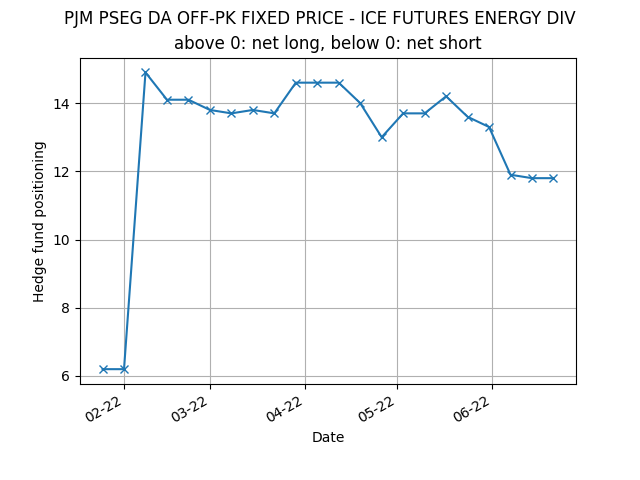 PJM PSEG DA OFF-PK FIXED PRICE - ICE FUTURES ENERGY DIV
above 0: net long, below 0: net short
Hedge fund positioning
14
12
10
8
6
02-22
03-22
04-22
05-22
06-22
Date